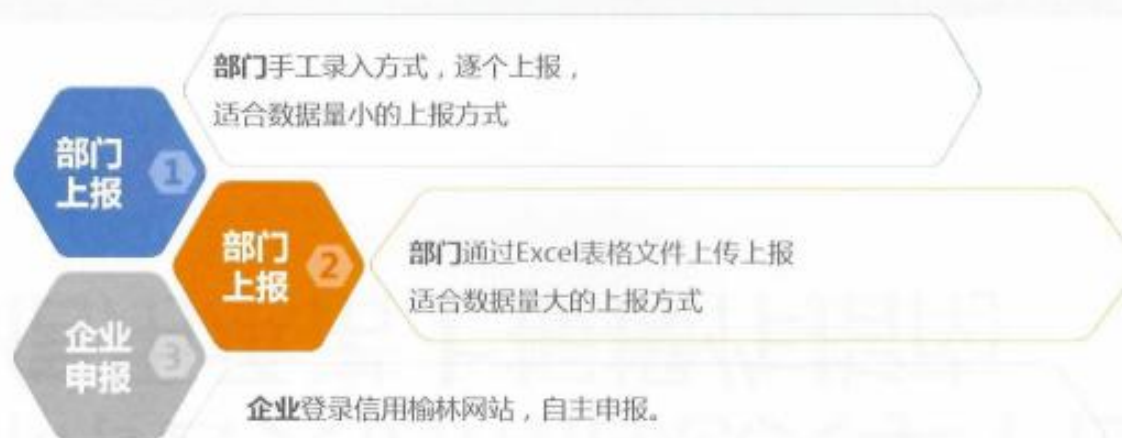 部门手工录入方式，逐个上报，
适合数据量小的上报方式
部门
上报
1
部门
上报
2
部门通过Excel表格文件上传上报
适合数据量大的上报方式
企业
申报
3
企业登录信用榆林网站，自主申报。